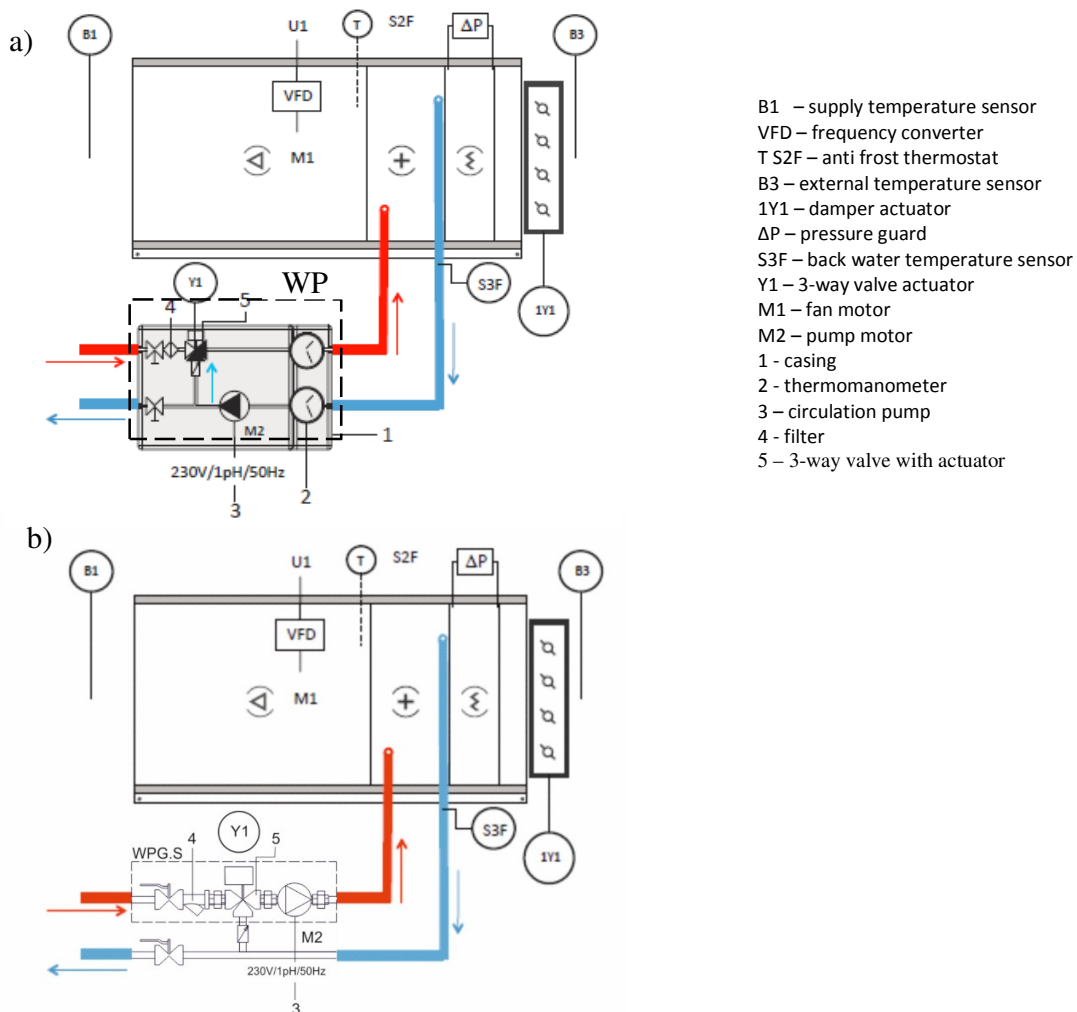 a)
B1
U1
T
S2F
ΔP
B3
VFD
M1
S3F
1Y1
Y1
WP
4
5
M2
1
230V/1pH/50Hz
2
3
B1 – supply temperature sensor
VFD – frequency converter
T S2F – anti frost thermostat
B3 – external temperature sensor
1Y1 – damper actuator
ΔP – pressure guard
S3F – back water temperature sensor
Y1 – 3-way valve actuator
M1 – fan motor
M2 – pump motor
1 - casing
2 - thermomanometer
3 – circulation pump
4 - filter
5 – 3-way valve with actuator
b)
B1
U1
T
S2F
ΔP
B3
VFD
M1
S3F
1Y1
Y1
4
5
WPG.S
M2
230V/1pH/50Hz
3